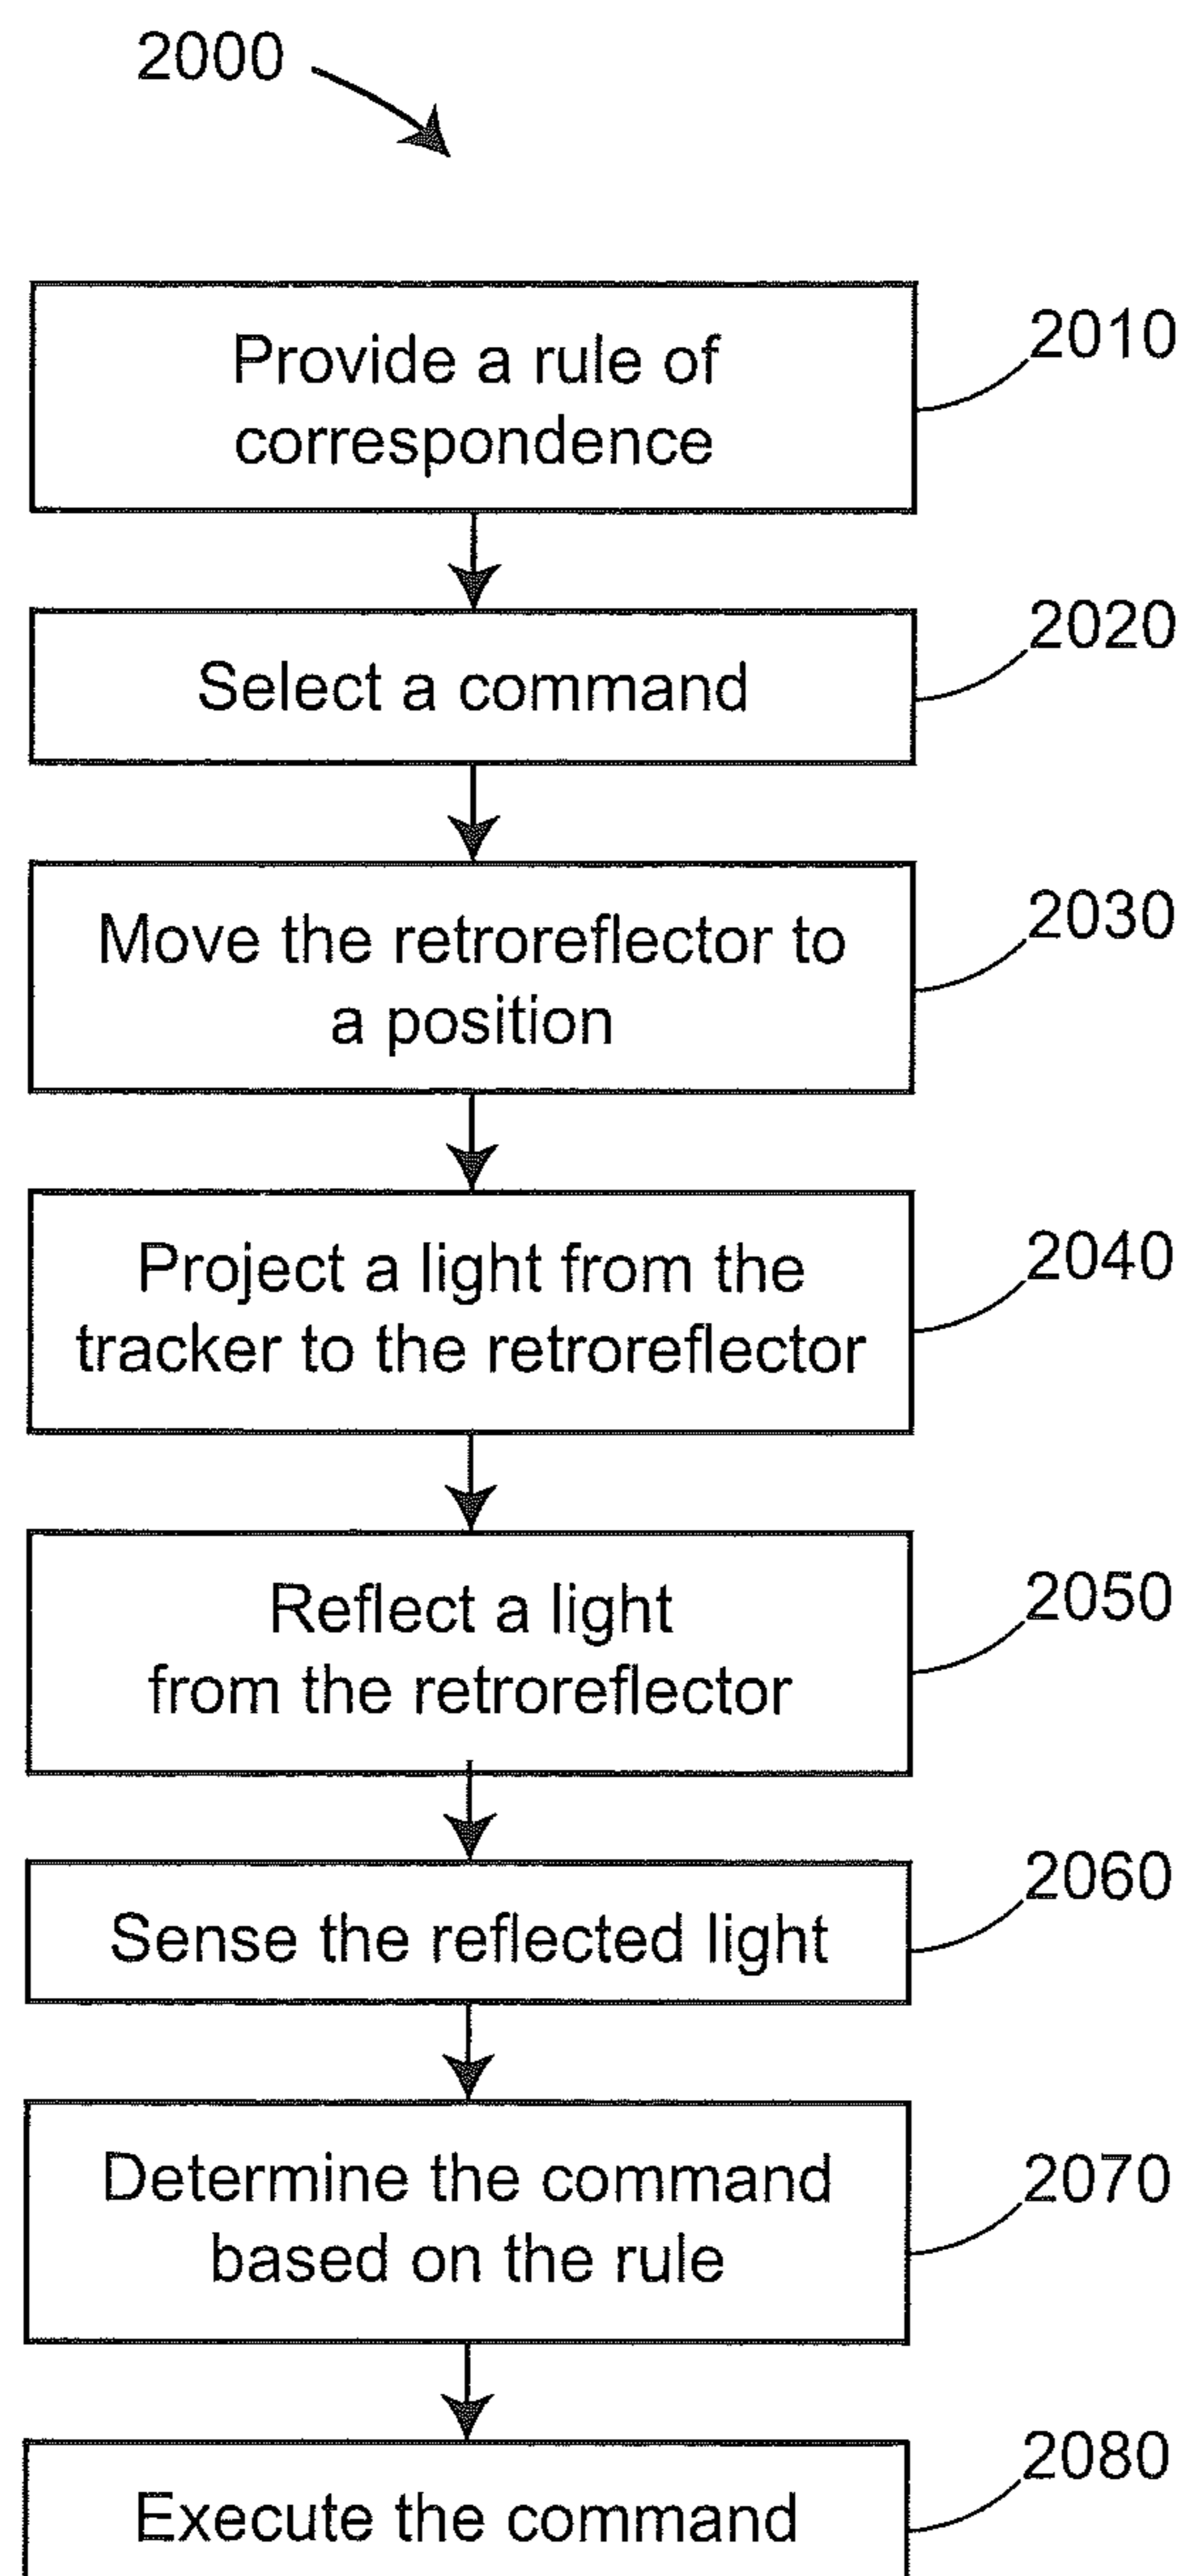 2000
Provide a rule of
correspondence
2010
Select a command
2020
Move the retroreflector to
a position
2030
Project a light from the
tracker to the retroreflector
2040
Reflect a light
from the retroreflector
2050
Sense the reflected light
2060
Determine the command
based on the rule
2070
Execute the command
2080